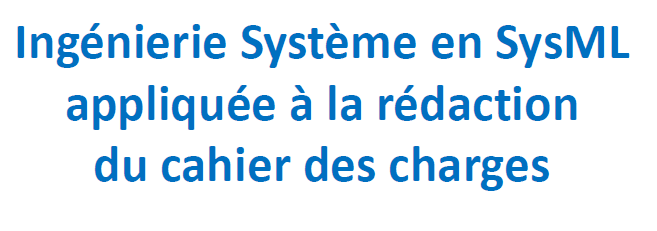 Ingénierie Système en SysML
appliquée à la rédaction
du cahier des charges